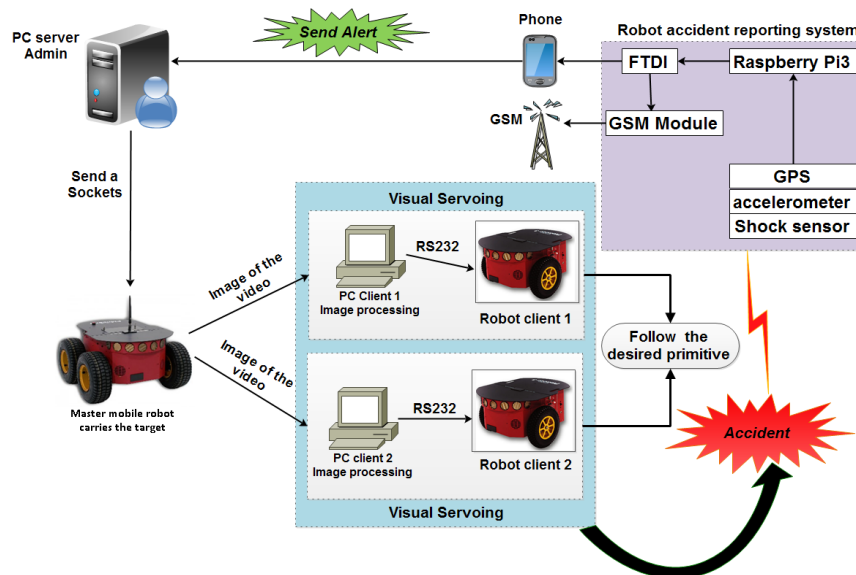 PC server
Admin
Send Alert
Phone
Robot accident reporting system
FTDI
Raspberry Pi3
GSM
GSM Module
GPS
accelerometer
Shock sensor
Send a
Sockets
Visual Servoing
Image of the
video
RS232
PC Client 1
Image processing
Robot client 1
Follow the
desired primitive
Image of the
video
RS232
PC client 2
Image processing
Robot client 2
Master mobile robot
carries the target
Accident
Visual Servoing